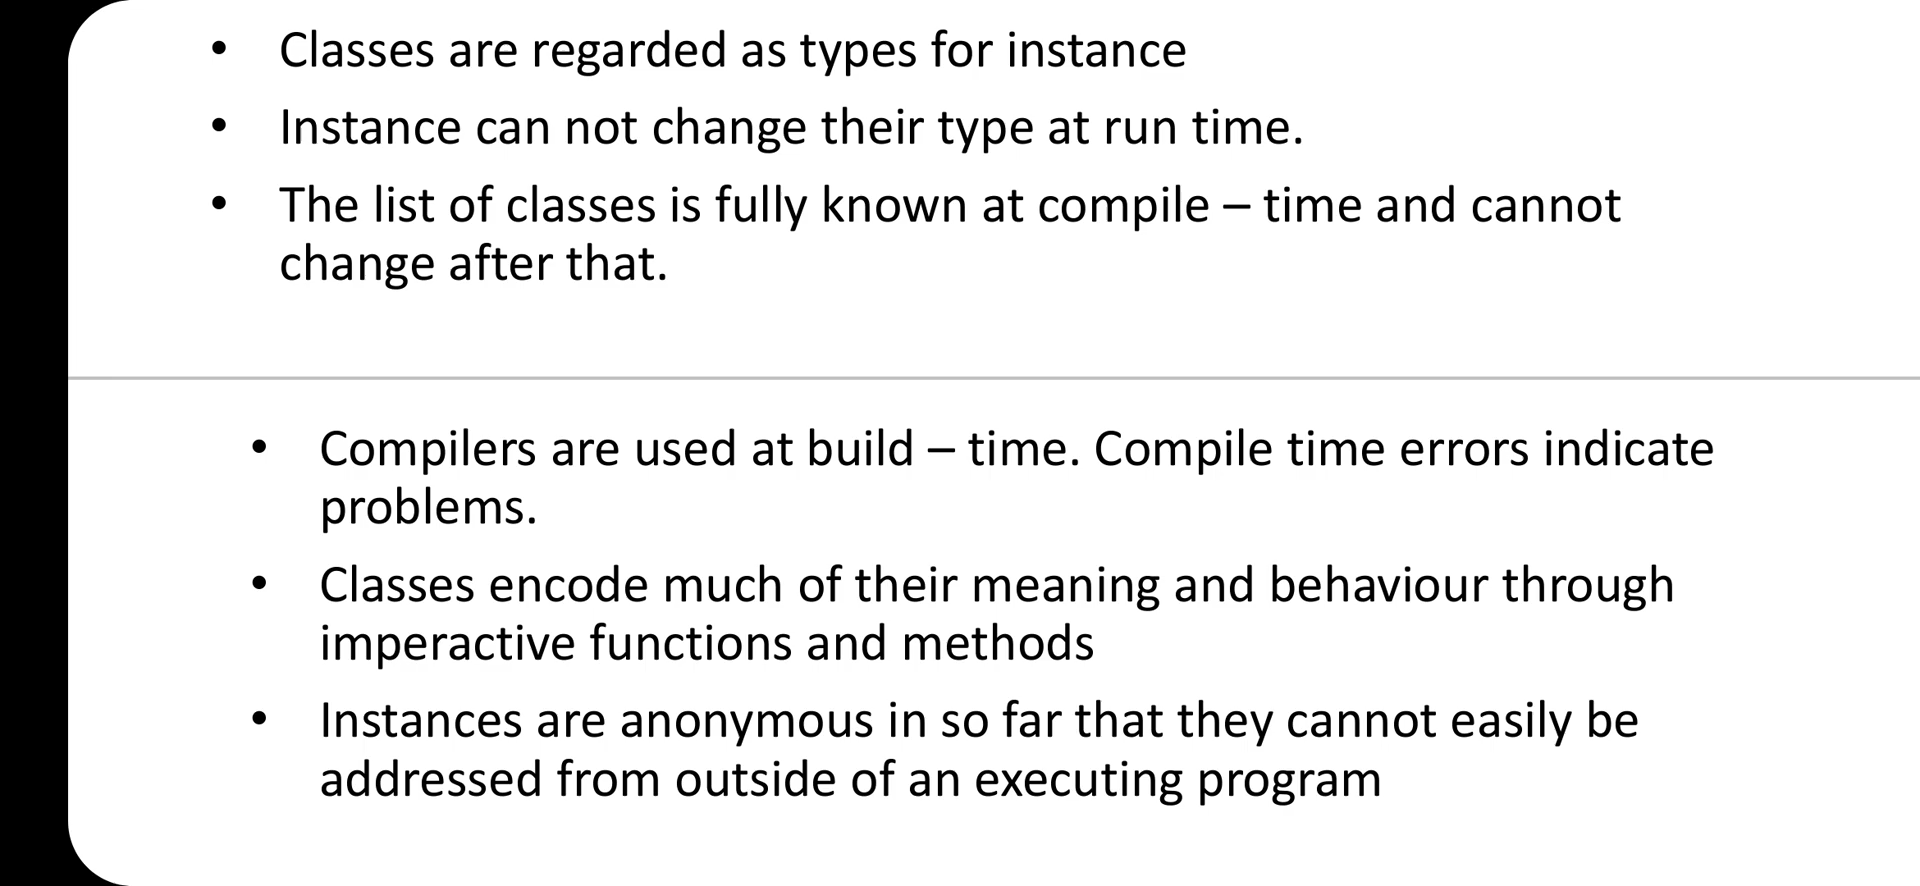 • Classes are regarded as types for instance
• Instance can not change their type at run time.
• The list of classes is fully known at compile – time and cannot
change after that.
• Compilers are used at build – time. Compile time errors indicate
problems.
• Classes encode much of their meaning and behaviour through
imperactive functions and methods
• Instances are anonymous in so far that they cannot easily be
addressed from outside of an executing program